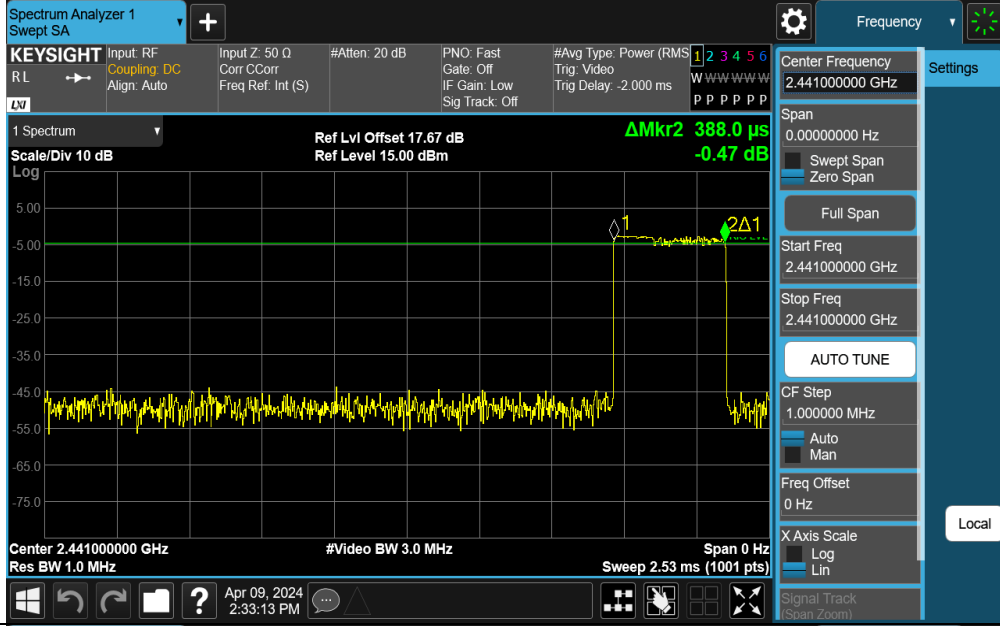 Spectrum Analyzer 1
Swept SA
+
Frequency
KEYSIGHT
RL
LXI
Input: RF
Coupling: DC
Align: Auto
Input Z: 50 Ω
Corr CCorr
Freq Ref: Int (S)
#Atten: 20 dB
PNO: Fast
Gate: Off
IF Gain: Low
Sig Track: Off
#Avg Type: Power (RMS
Trig: Video
Trig Delay: -2.000 ms
1 2 3 4 5 6
W W W W W W
P P P P P P
1 Spectrum
Scale/Div 10 dB
Log
Ref Lvl Offset 17.67 dB
Ref Level 15.00 dBm
ΔMkr2 388.0 µs
-0.47 dB
5.00
-5.00
-15.0
-25.0
-35.0
-45.0
-55.0
-65.0
-75.0
1
2Δ1
TRIG LVL
Center 2.441000000 GHz
Res BW 1.0 MHz
#Video BW 3.0 MHz
Span 0 Hz
Sweep 2.53 ms (1001 pts)
Center Frequency
2.441000000 GHz
Span
0.00000000 Hz
Swept Span
Zero Span
Full Span
Start Freq
2.441000000 GHz
Stop Freq
2.441000000 GHz
AUTO TUNE
CF Step
1.000000 MHz
Auto
Man
Freq Offset
0 Hz
X Axis Scale
Log
Lin
Signal Track
(Span Zoom)
Settings
Local
?
Apr 09, 2024
2:33:13 PM